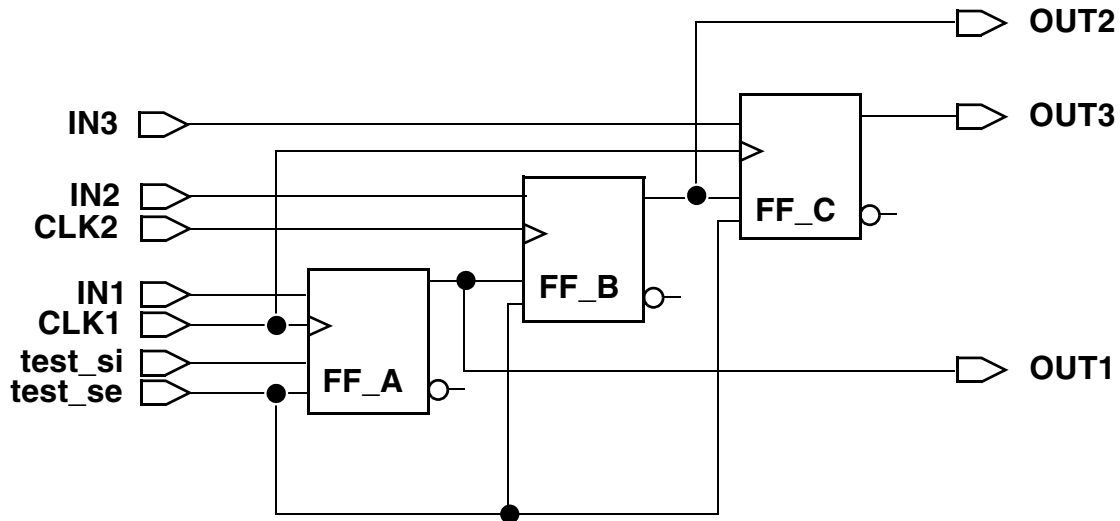 OUT2
IN3
OUT3
IN2
FF_C
CLK2
IN1
FF_B
CLK1
test_si
OUT1
FF_A
test_se